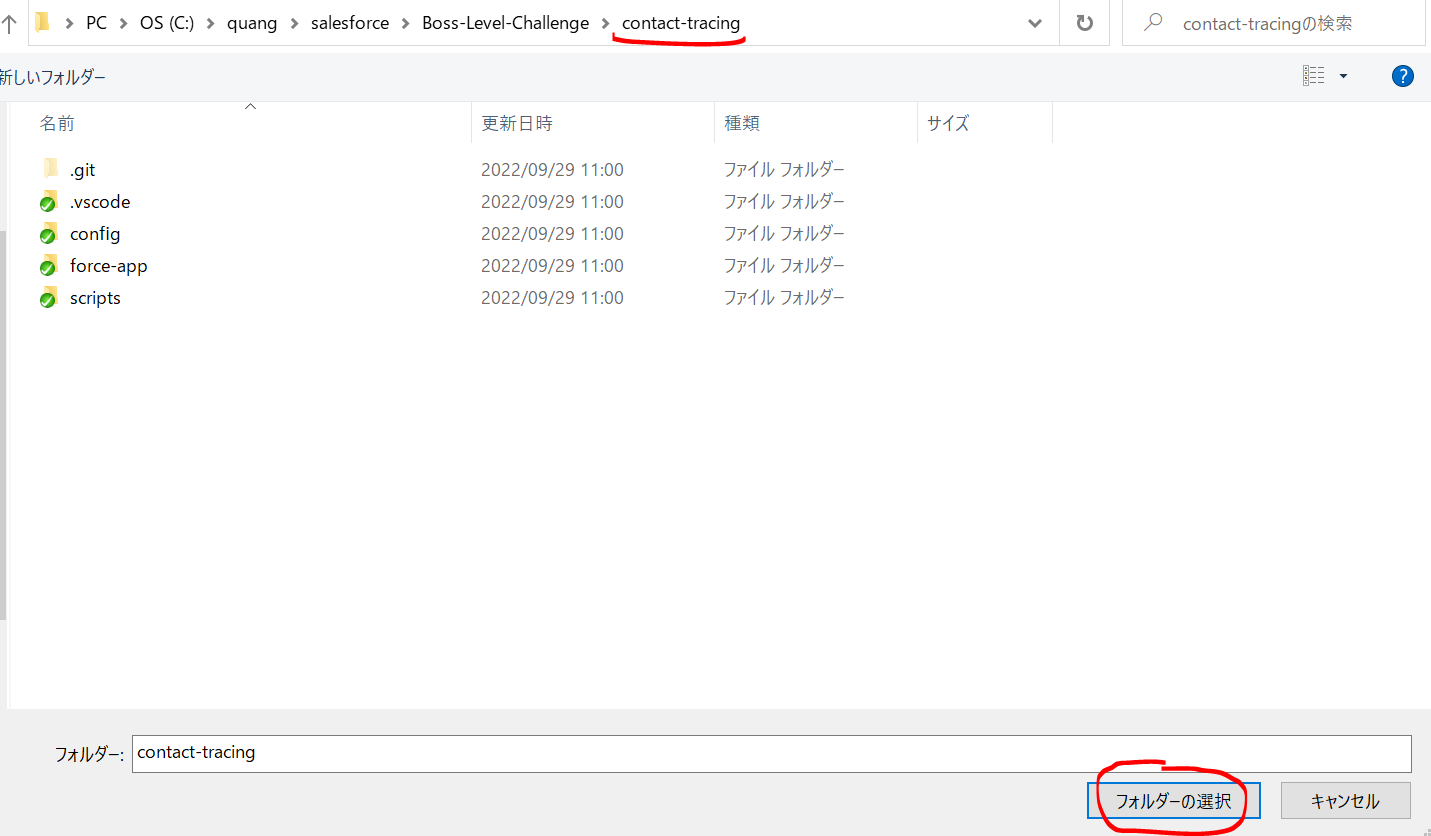 PC OS (C:) quang salesforce Boss-Level-Challenge contact-tracing contact-tracingの検索
新しいフォルダー ?
名前 更新日時 種類 サイズ
.git 2022/09/29 11:00 ファイル フォルダー
.vscode 2022/09/29 11:00 ファイル フォルダー
config 2022/09/29 11:00 ファイル フォルダー
force-app 2022/09/29 11:00 ファイル フォルダー
scripts 2022/09/29 11:00 ファイル フォルダー
フォルダー: contact-tracing
フォルダーの選択 キャンセル